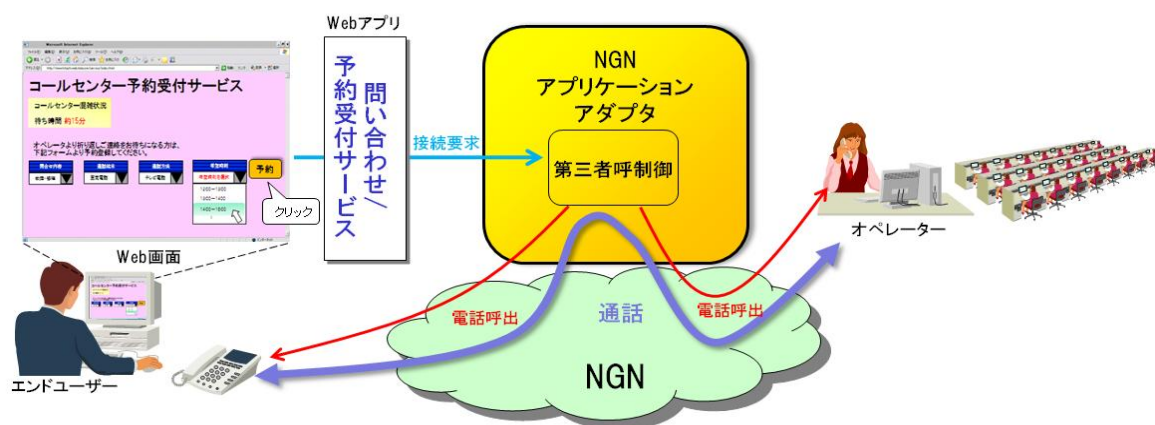 Webアプリ
Microsoft Internet Explorer
コールセンター予約受付サービス
コールセンター混雑状況
待ち時間 約15分
オペレータより折り返しご連絡をお待ちになる方は、
下記フォームより予約登録してください。
予約
クリック
問い合わせ/
予約受付サービス
接続要求
NGN
アプリケーション
アダプタ
第三者呼制御
オペレーター
Web画面
電話呼出
通話
電話呼出
NGN
エンドユーザー